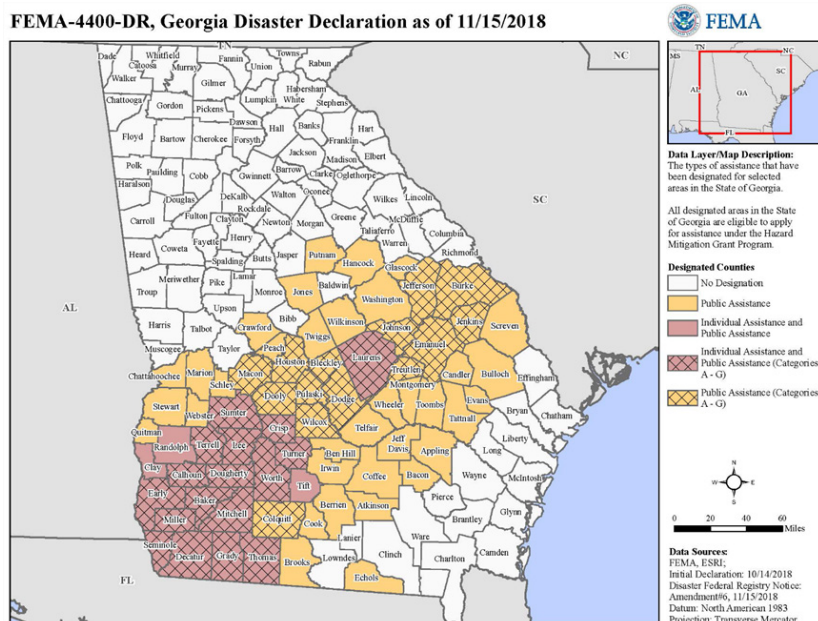 FEMA-4400-DR, Georgia Disaster Declaration as of 11/15/2018
FEMA
TN
NC
Dade
Catoosa
Whitfield
Murray
Fannin
Union
Towns
Rabun
Walker
Gilmer
Habersham
Chattooga
Gordon
Pickens
Lumpkin
White
Stephens
Dawson
Hall
Banks
Franklin
Hart
Floyd
Bartow
Cherokee
Forsyth
Jackson
Madison
Elbert
Polk
Paulding
Cobb
Gwinnett
Barrow
Clarke
Oglethorpe
Haralson
Douglas
DeKalb
Walton
Oconee
Wilkes
Lincoln
Rockdale
Carroll
Fulton
Clayton
Newton
Morgan
Greene
Taliaferro
McDuffie
Columbia
Fayette
Henry
Warren
Richmond
Heard
Coweta
Spalding
Butts
Jasper
Putnam
Hancock
Glascock
Jefferson
Burke
Troup
Meriwether
Pike
Lamar
Monroe
Jones
Baldwin
Washington
Upson
Bibb
Wilkinson
Johnson
Jenkins
Screven
Harris
Talbot
Crawford
Twiggs
Emanuel
Muscogee
Taylor
Peach
Houston
Bleckley
Laurens
Treutlen
Candler
Bulloch
Effingham
Chattahoochee
Marion
Macon
Schley
Dooly
Pulaski
Dodge
Montgomery
Evans
Stewart
Webster
Sumter
Wilcox
Wheeler
Toombs
Tattnall
Bryan
Chatham
Quitman
Crisp
Telfair
Liberty
Randolph
Terrell
Lee
Turner
Ben Hill
Jeff
Davis
Appling
Long
Clay
Calhoun
Dougherty
Worth
Irwin
Coffee
Bacon
Wayne
McIntosh
Tift
Early
Baker
Mitchell
Pierce
Glynn
Miller
Colquitt
Cook
Berrien
Atkinson
Brantley
Seminole
Decatur
Grady
Thomas
Brooks
Lanier
Lowndes
Clinch
Ware
Charlton
Camden
Echols
AL
SC
FL
TN
NC
MS
SC
AL
GA
FL
Data Layer/Map Description:
The types of assistance that have
been designated for selected
areas in the State of Georgia.
All designated areas in the State
of Georgia are eligible to apply
for assistance under the Hazard
Mitigation Grant Program.
Designated Counties
No Designation
Public Assistance
Individual Assistance and
Public Assistance
Individual Assistance and
Public Assistance (Categories
A - G)
Public Assistance (Categories
A - G)
N
W E
S
0 20 40 60
Miles
Data Sources:
FEMA, ESRI;
Initial Declaration: 10/14/2018
Disaster Federal Registry Notice:
Amendment#6, 11/15/2018
Datum: North American 1983
Projection: Transverse Mercator